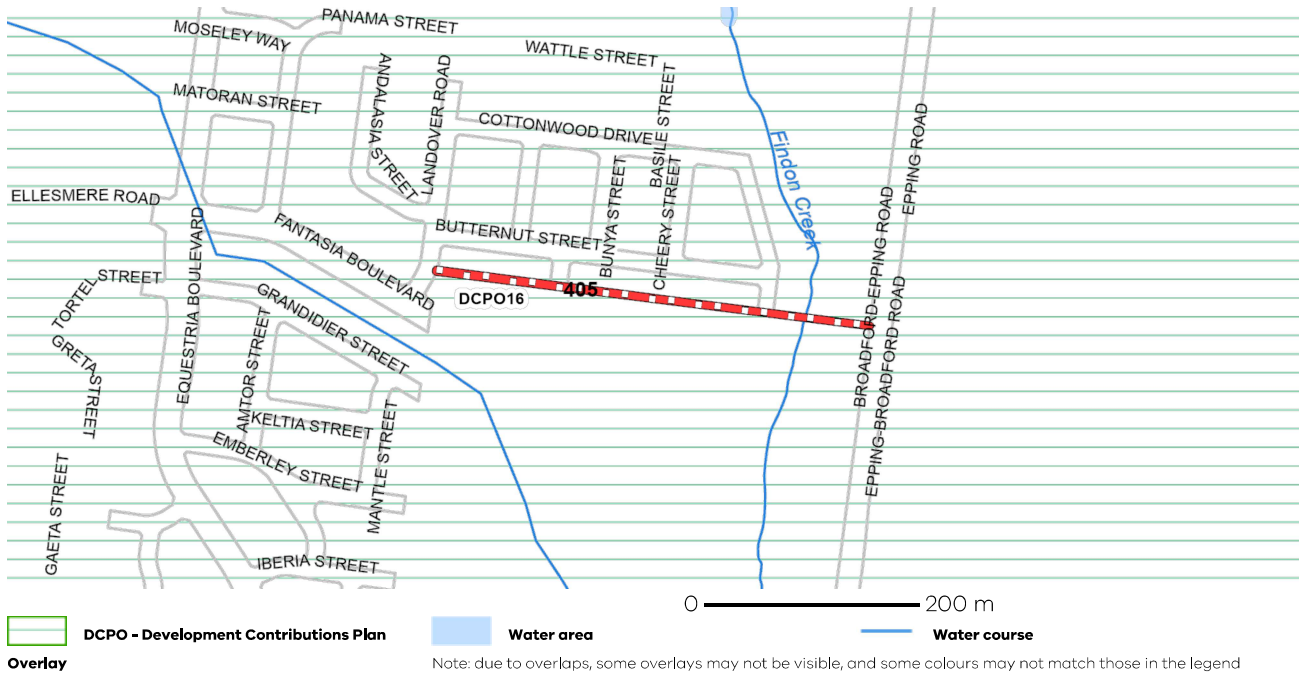 PANAMA STREET
MOSELEY WAY
WATTLE STREET
MATORAN STREET
ANDALASIA STREET
LANDOVER ROAD
BASILE STREET
COTTONWOOD DRIVE
EPPING ROAD
Findon Creek
ELLESMERE ROAD
BUNYA STREET
CHEERY STREET
FANTASIA BOULEVARD
BUTTERNUT STREET
BROADFORD-EPPING ROAD
EQUESTRIA BOULEVARD
TORTEL STREET
405
DCPO16
GRANDIDIER STREET
EPPING-BROADFORD ROAD
GRETA STREET
AMTOR STREET
KELTIA STREET
MANTLE STREET
EMBERLEY STREET
GAETA STREET
IBERIA STREET
0 200 m
DCPO - Development Contributions Plan
Overlay
Water area
Water course
Note: due to overlaps, some overlays may not be visible, and some colours may not match those in the legend